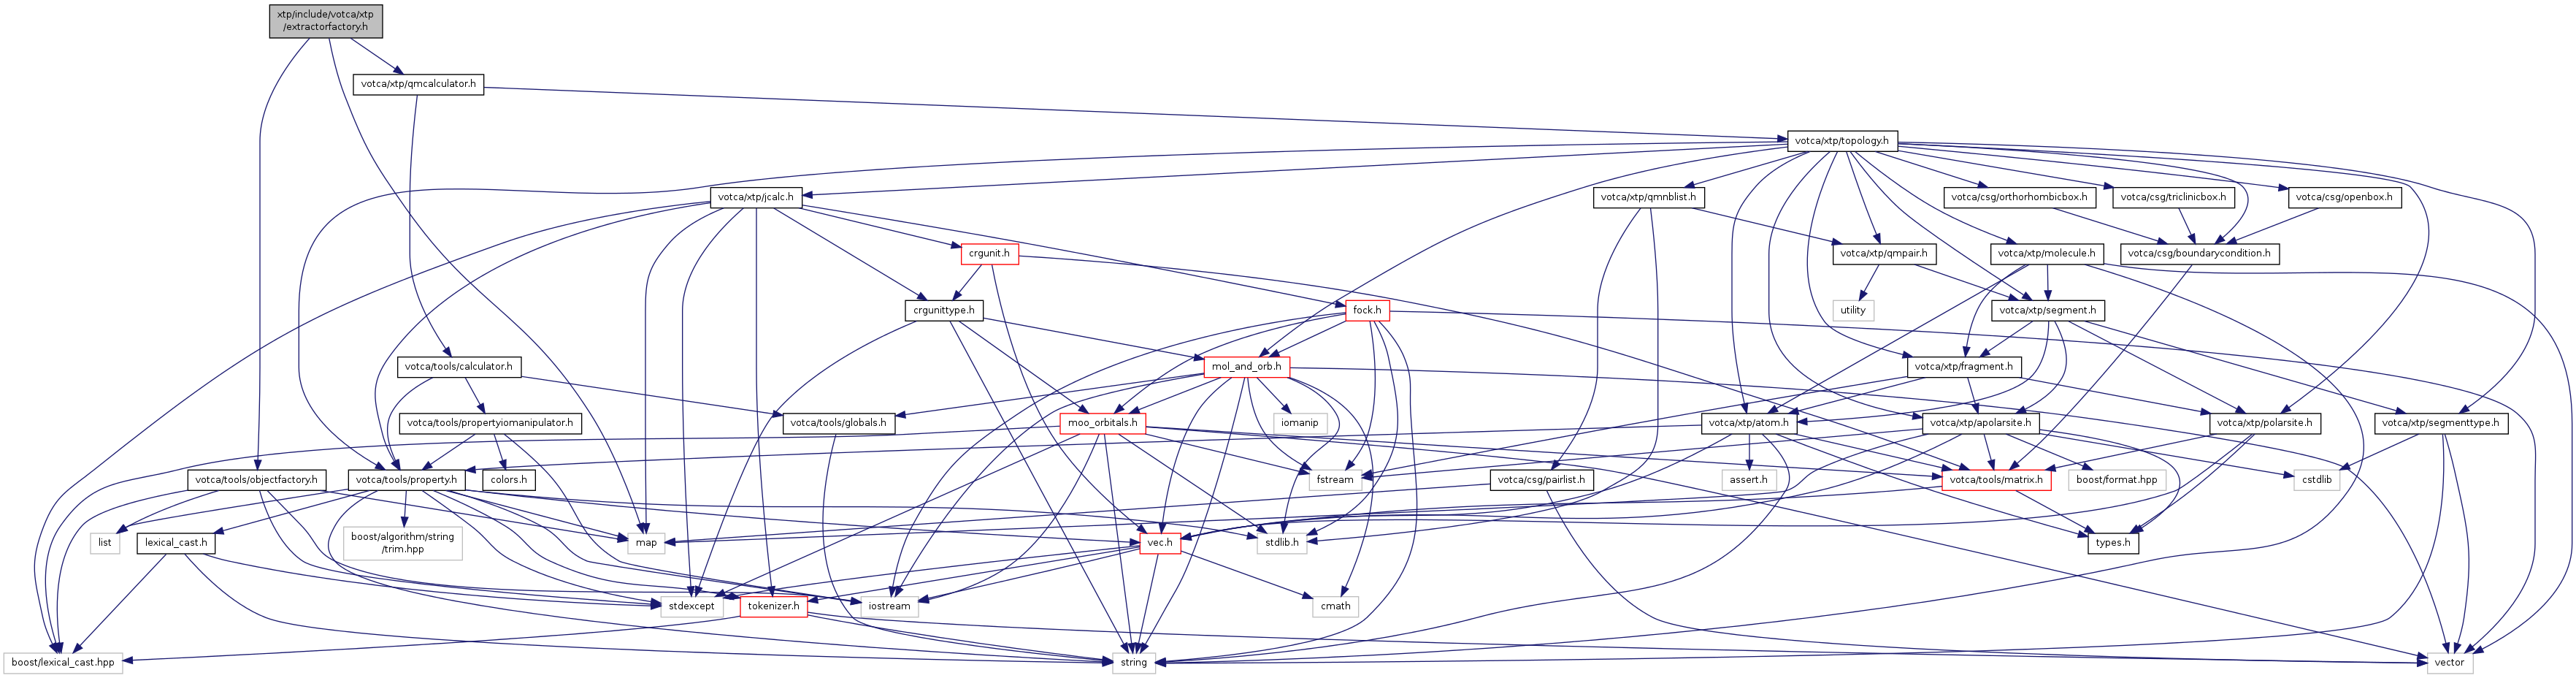 xtp/include/votca/xtp
/extractorfactory.h
votca/xtp/qmcalculator.h
votca/xtp/topology.h
votca/xtp/jcalc.h
votca/xtp/qmnblist.h
votca/csg/orthorhombicbox.h
votca/csg/triclinicbox.h
votca/csg/openbox.h
crgunit.h
votca/xtp/qmpair.h
votca/xtp/molecule.h
votca/csg/boundarycondition.h
crgunittype.h
fock.h
utility
votca/xtp/segment.h
votca/tools/calculator.h
mol_and_orb.h
votca/xtp/fragment.h
votca/tools/propertyiomanipulator.h
votca/tools/globals.h
moo_orbitals.h
iomanip
votca/xtp/atom.h
votca/xtp/apolarsite.h
votca/xtp/polarsite.h
votca/xtp/segmenttype.h
votca/tools/objectfactory.h
votca/tools/property.h
colors.h
fstream
votca/csg/pairlist.h
assert.h
votca/tools/matrix.h
boost/format.hpp
cstdlib
list
lexical_cast.h
boost/algorithm/string
/trim.hpp
map
vec.h
stdlib.h
types.h
stdexcept
tokenizer.h
iostream
cmath
boost/lexical_cast.hpp
string
vector